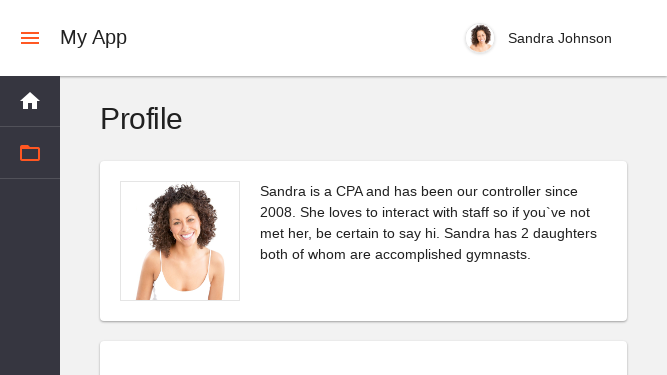 My App
Sandra Johnson
Profile
Sandra is a CPA and has been our controller since
2008. She loves to interact with staff so if you`ve not
met her, be certain to say hi. Sandra has 2 daughters
both of whom are accomplished gymnasts.